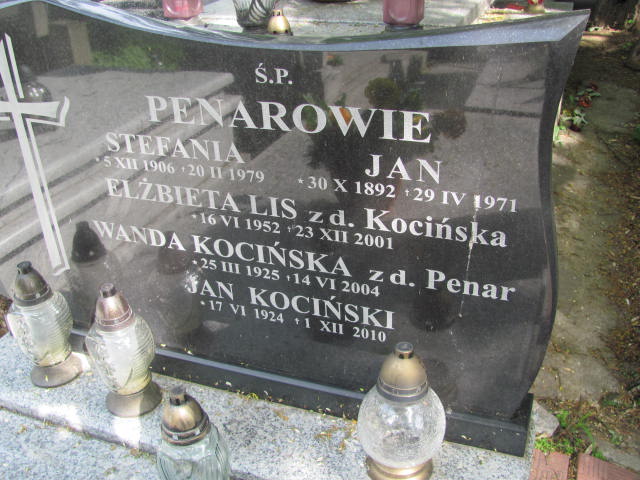 Ś.P.
PENAROWIE
STEFANIA JAN
*5 XII 1906 +20 II 1979 *30 X 1892 +29 IV 1971
ELŻBIETA LIS z d. Kocińska
*16 VI 1952 +23 XII 2001
WANDA KOCIŃSKA z d. Penar
*25 III 1925 +14 VI 2004
JAN KOCIŃSKI
*17 VI 1924 +1 XII 2010